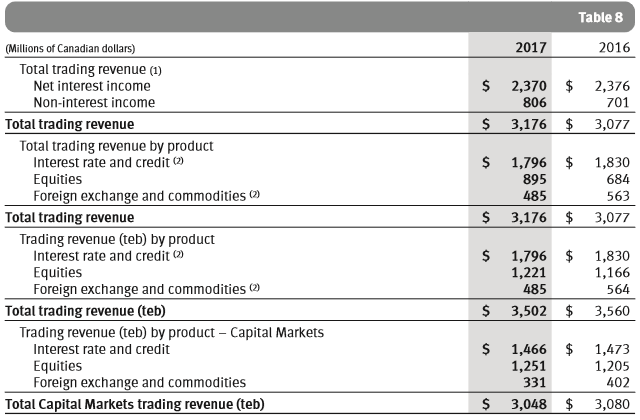 Table 8
(Millions of Canadian dollars) 2017 2016
Total trading revenue (1)
Net interest income $ 2,370 $ 2,376
Non-interest income 806 701
Total trading revenue $ 3,176 $ 3,077
Total trading revenue by product
Interest rate and credit (2) $ 1,796 $ 1,830
Equities 895 684
Foreign exchange and commodities (2) 485 563
Total trading revenue $ 3,176 $ 3,077
Trading revenue (teb) by product
Interest rate and credit (2) $ 1,796 $ 1,830
Equities 1,221 1,166
Foreign exchange and commodities (2) 485 564
Total trading revenue (teb) $ 3,502 $ 3,560
Trading revenue (teb) by product – Capital Markets
Interest rate and credit $ 1,466 $ 1,473
Equities 1,251 1,205
Foreign exchange and commodities 331 402
Total Capital Markets trading revenue (teb) $ 3,048 $ 3,080